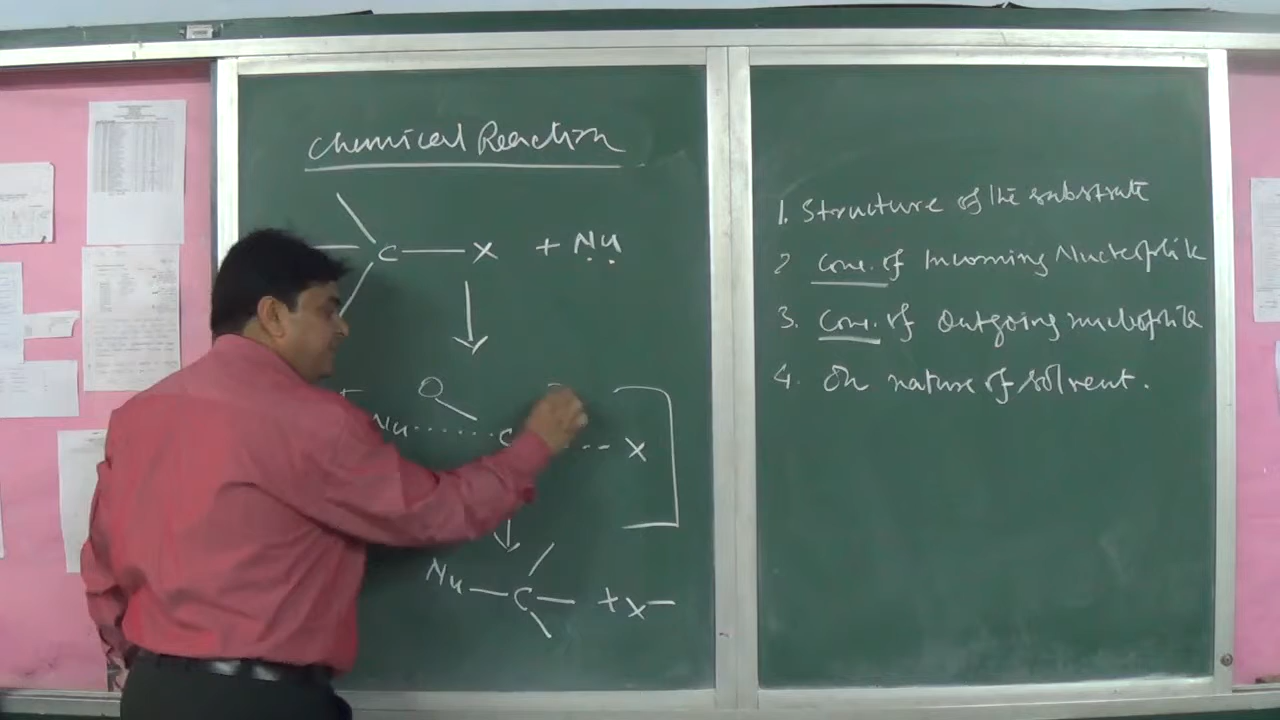 Chemical Reaction
C — X + Nu
Nu ...... C --- X
Nu — C — + X —
1. Structure of the substrate
2 Conc. of Incoming Nucleophile
3. Conc. of Outgoing nucleophile
4. On nature of solvent.